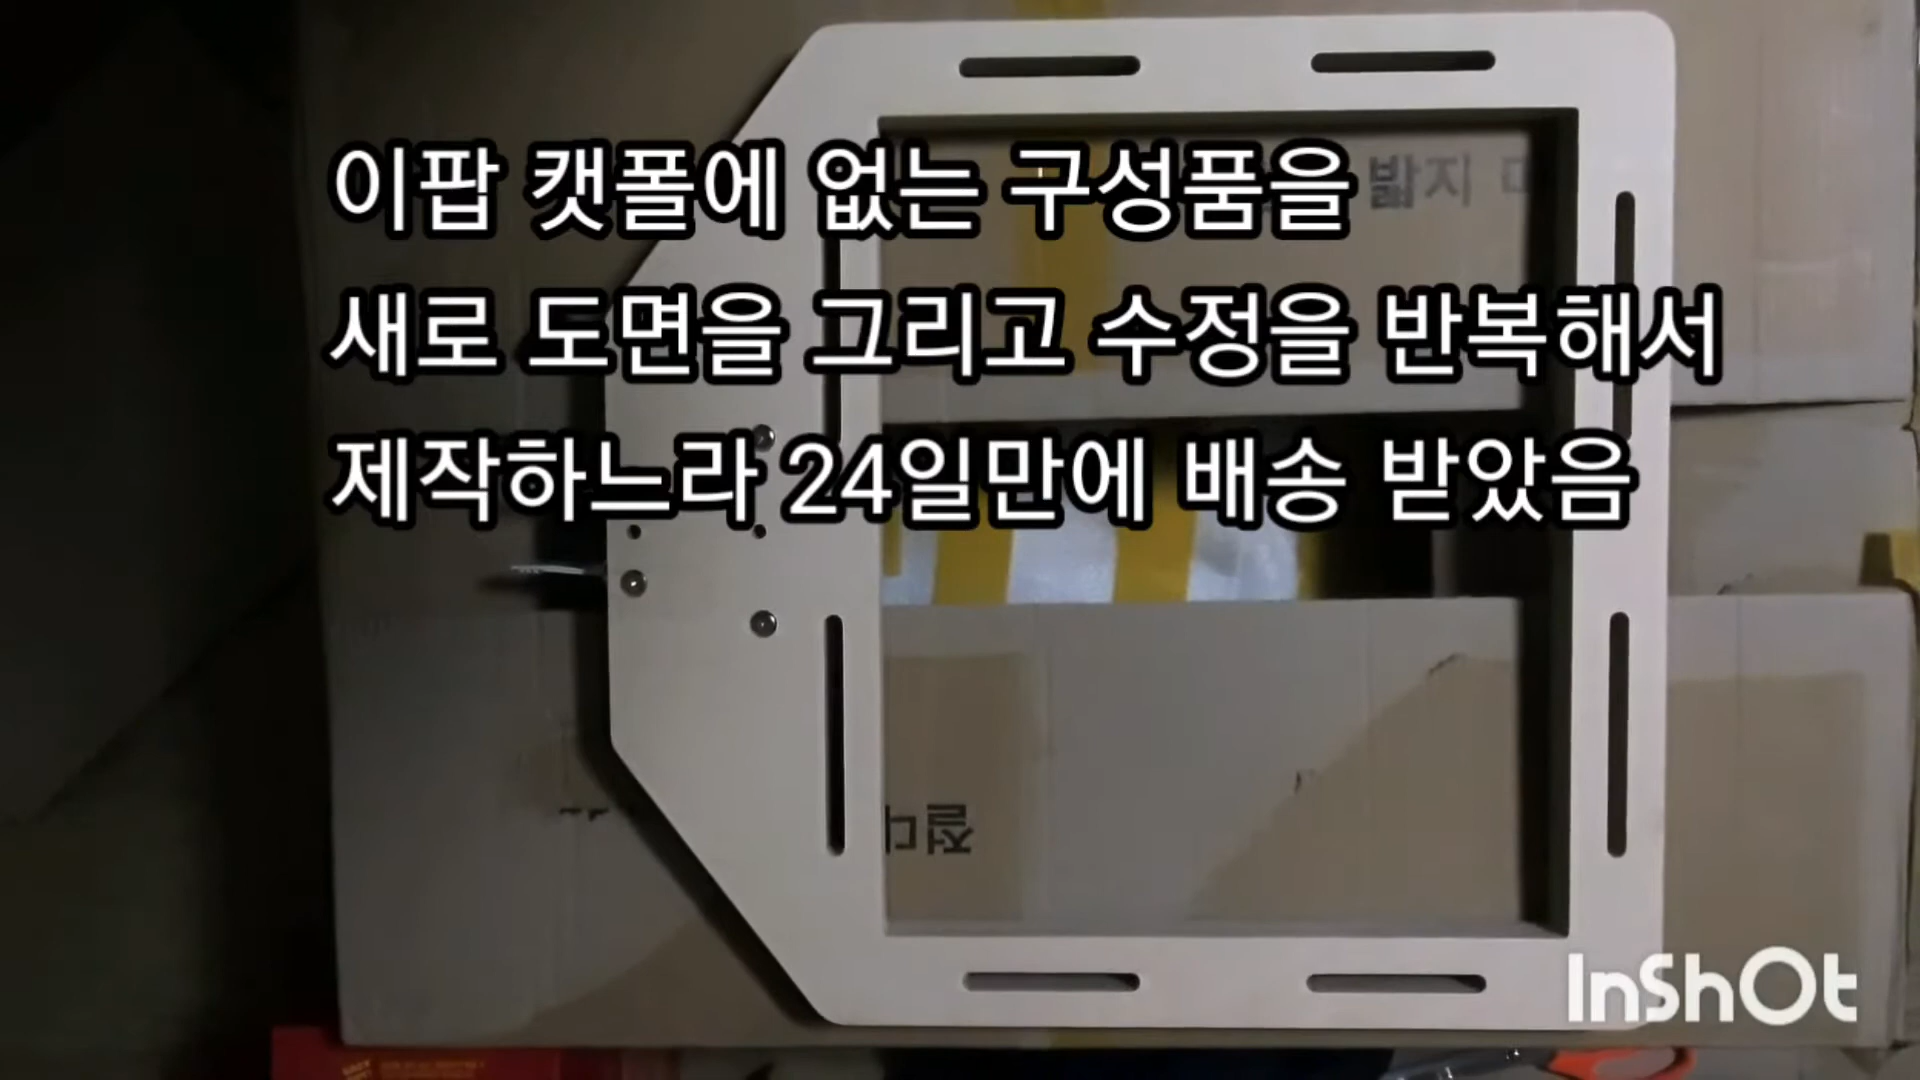 이팝 캣폴에 없는 구성품을
새로 도면을 그리고 수정을 반복해서
제작하느라 24일만에 배송 받았음
밟지
InShOt